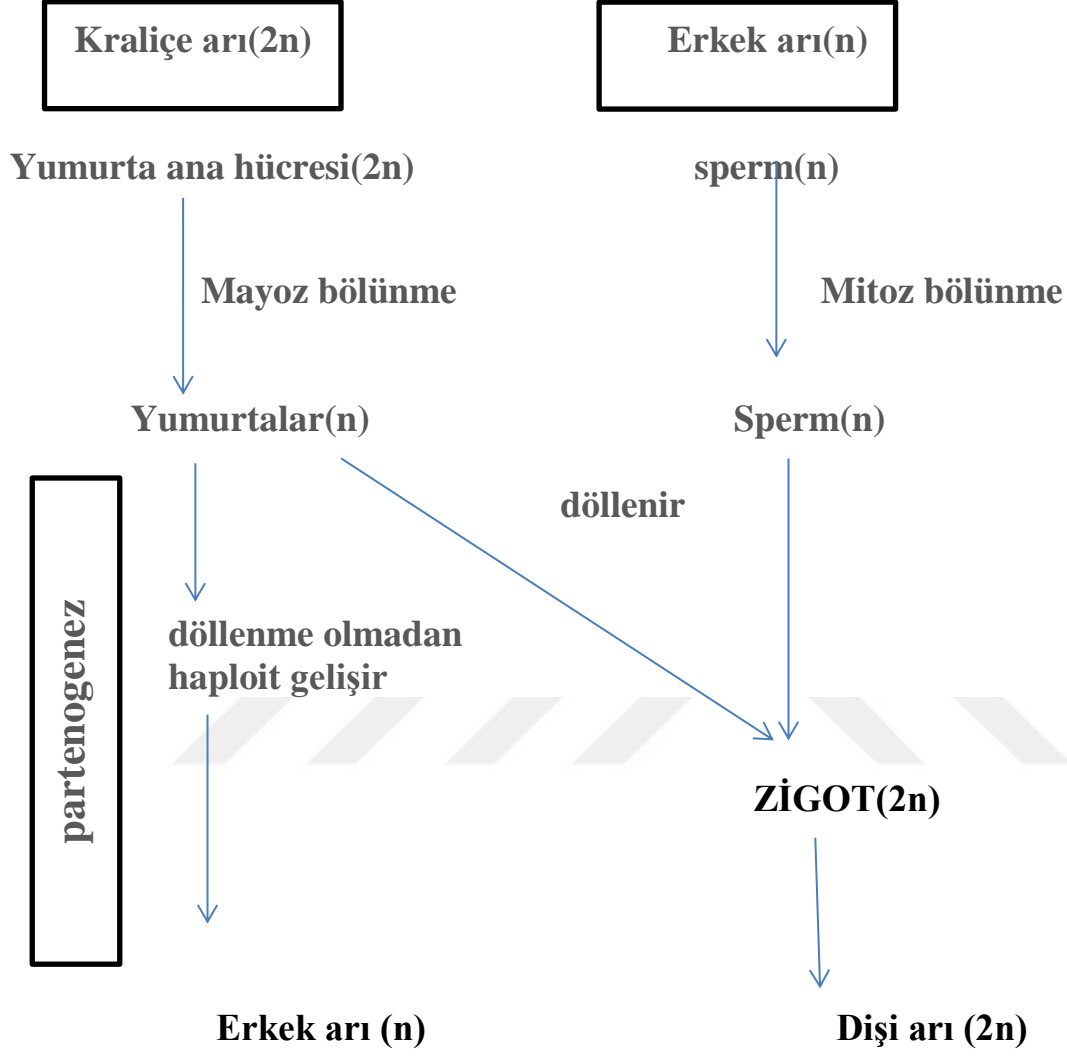 Kraliçe arı(2n)
Erkek arı(n)
Yumurta ana hücresi(2n)
sperm(n)
Mayoz bölünme
Mitoz bölünme
Yumurtalar(n)
Sperm(n)
döllenir
partenogenez
döllenme olmadan
haploit gelişir
ZİGOT(2n)
Erkek arı (n)
Dişi arı (2n)